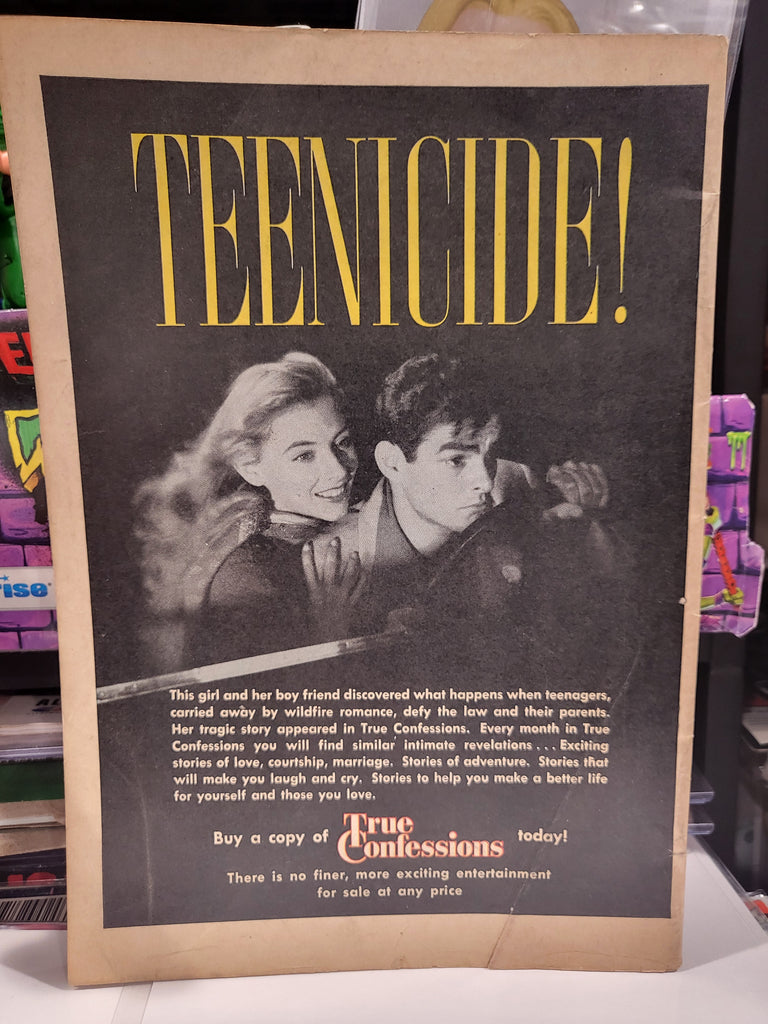 TEENICIDE!
This girl and her boy friend discovered what happens when teenagers,
carried away by wildfire romance, defy the law and their parents.
Her tragic story appeared in True Confessions. Every month in True
Confessions you will find similar intimate revelations . . . Exciting
stories of love, courtship, marriage. Stories of adventure. Stories that
will make you laugh and cry. Stories to help you make a better life
for yourself and those you love.
Buy a copy of True Confessions today!
There is no finer, more exciting entertainment
for sale at any price